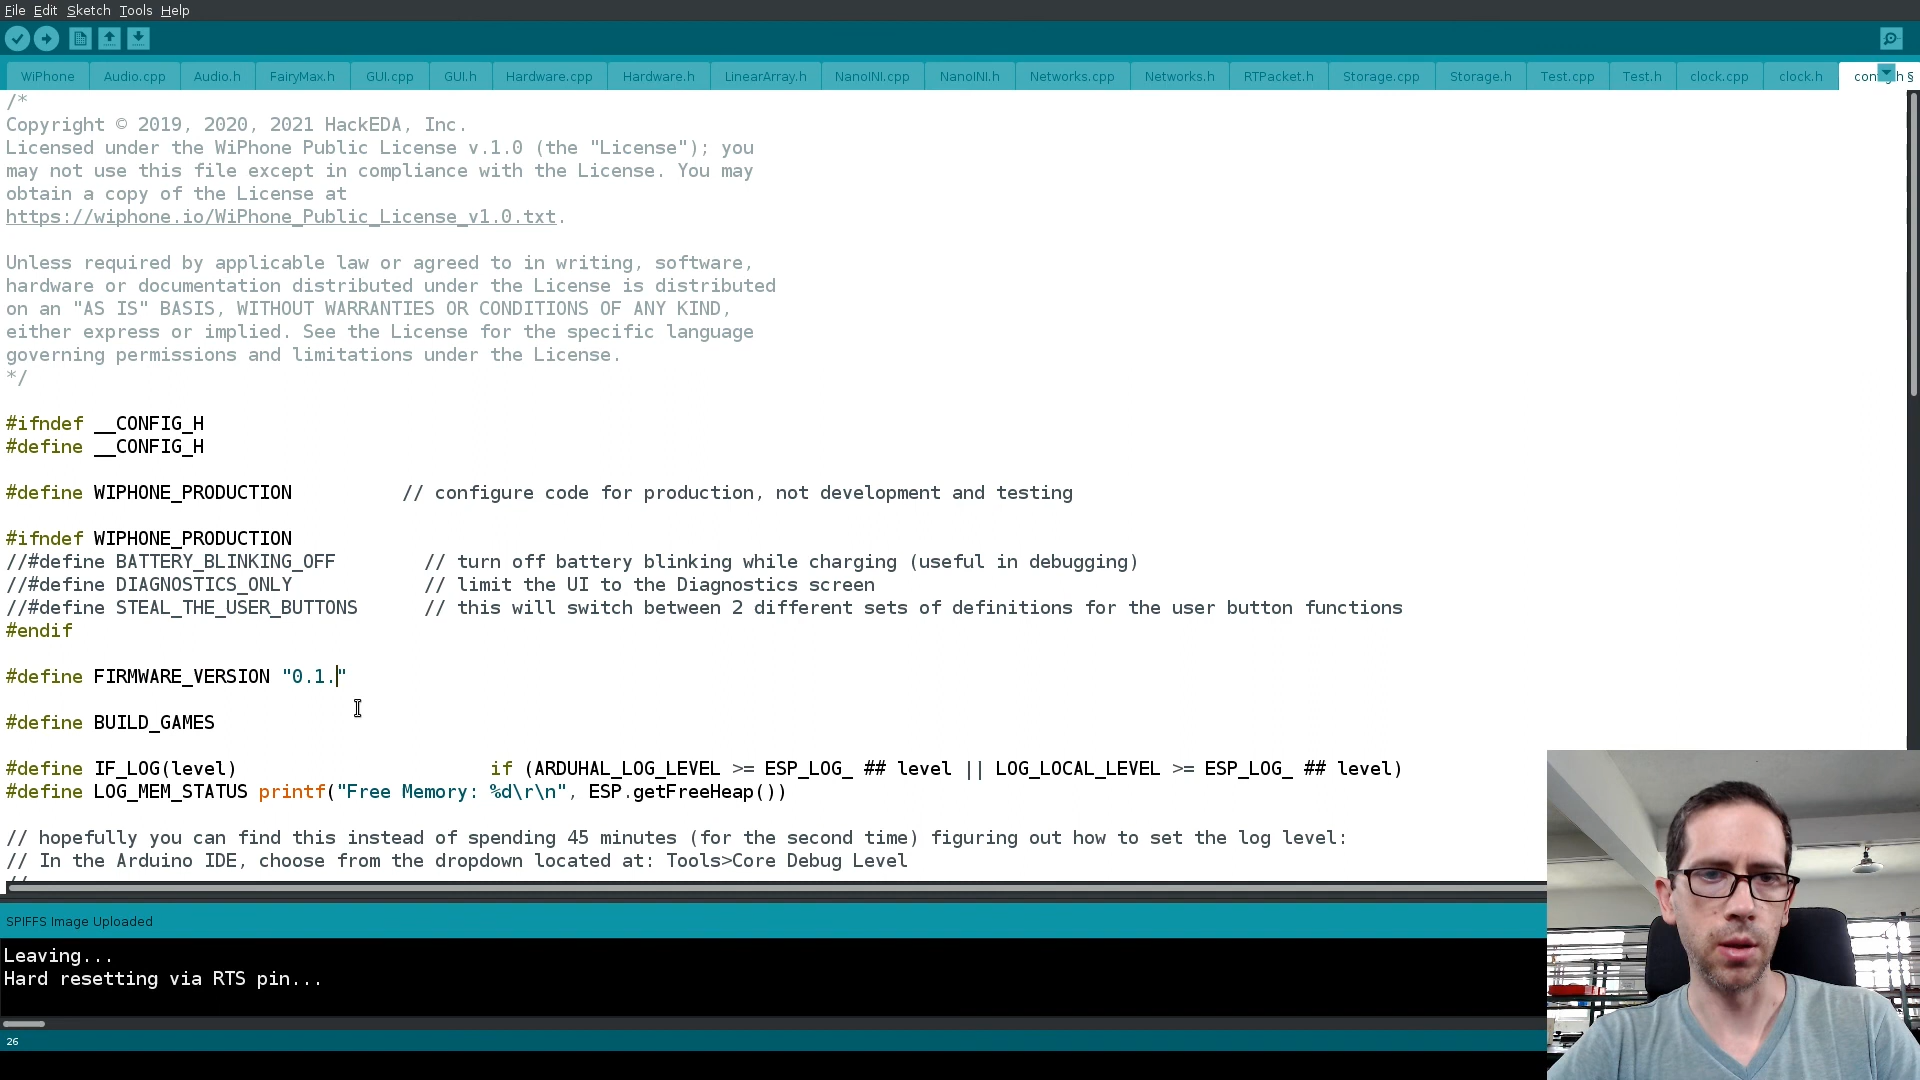 File Edit Sketch Tools Help
WiPhone Audio.cpp Audio.h FairyMax.h GUI.cpp GUI.h Hardware.cpp Hardware.h LinearArray.h NanoINI.cpp NanoINI.h Networks.cpp Networks.h RTPacket.h Storage.cpp Storage.h Test.cpp Test.h clock.cpp clock.h
/*
Copyright © 2019, 2020, 2021 HackEDA, Inc.
Licensed under the WiPhone Public License v.1.0 (the "License"); you
may not use this file except in compliance with the License. You may
obtain a copy of the License at
https://wiphone.io/WiPhone_Public_License_v1.0.txt.
Unless required by applicable law or agreed to in writing, software,
hardware or documentation distributed under the License is distributed
on an "AS IS" BASIS, WITHOUT WARRANTIES OR CONDITIONS OF ANY KIND,
either express or implied. See the License for the specific language
governing permissions and limitations under the License.
*/
#ifndef __CONFIG_H
#define __CONFIG_H
#define WIPHONE_PRODUCTION // configure code for production, not development and testing
#ifndef WIPHONE_PRODUCTION
//#define BATTERY_BLINKING_OFF // turn off battery blinking while charging (useful in debugging)
//#define DIAGNOSTICS_ONLY // limit the UI to the Diagnostics screen
//#define STEAL_THE_USER_BUTTONS // this will switch between 2 different sets of definitions for the user button functions
#endif
#define FIRMWARE_VERSION "0.1."
#define BUILD_GAMES
#define IF_LOG(level) if (ARDUHAL_LOG_LEVEL >= ESP_LOG_ ## level || LOG_LOCAL_LEVEL >= ESP_LOG_ ## level)
#define LOG_MEM_STATUS printf("Free Memory: %d\r\n", ESP.getFreeHeap())
// hopefully you can find this instead of spending 45 minutes (for the second time) figuring out how to set the log level:
// In the Arduino IDE, choose from the dropdown located at: Tools>Core Debug Level
SPIFFS Image Uploaded
Leaving...
Hard resetting via RTS pin...
26